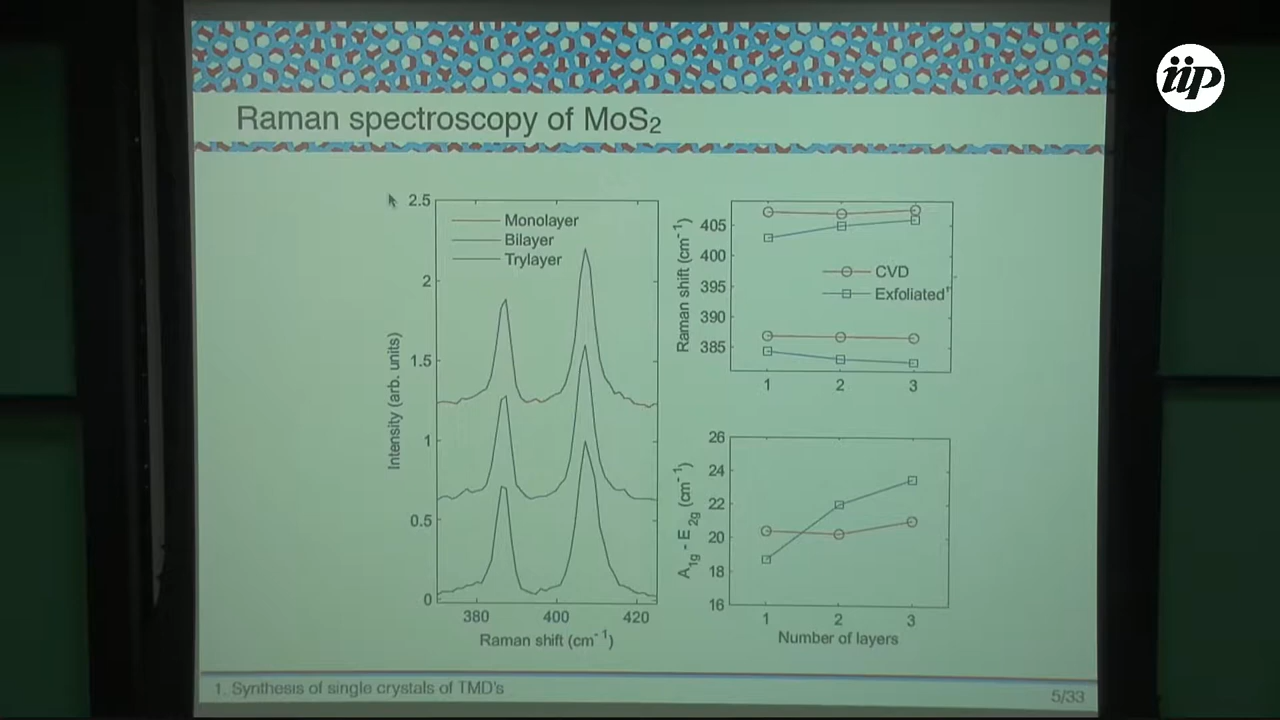 iip
Raman spectroscopy of MoS2
2.5
2
1.5
1
0.5
0
Intensity (arb. units)
Monolayer
Bilayer
Trylayer
380
400
420
Raman shift (cm-1)
405
400
395
390
385
Raman shift (cm-1)
CVD
Exfoliated†
1
2
3
26
24
22
20
18
16
A1g - E2g (cm-1)
1
2
3
Number of layers
1. Synthesis of single crystals of TMD's
5/33